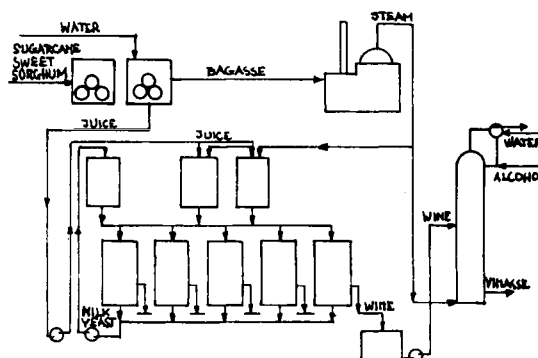 STEAM
WATER
SUGARCANE
SWEET
SORGHUM
BAGASSE
JUICE
JUICE
WATER
ALCOHOL
WINE
VINASSE
WINE
MILK
YEAST